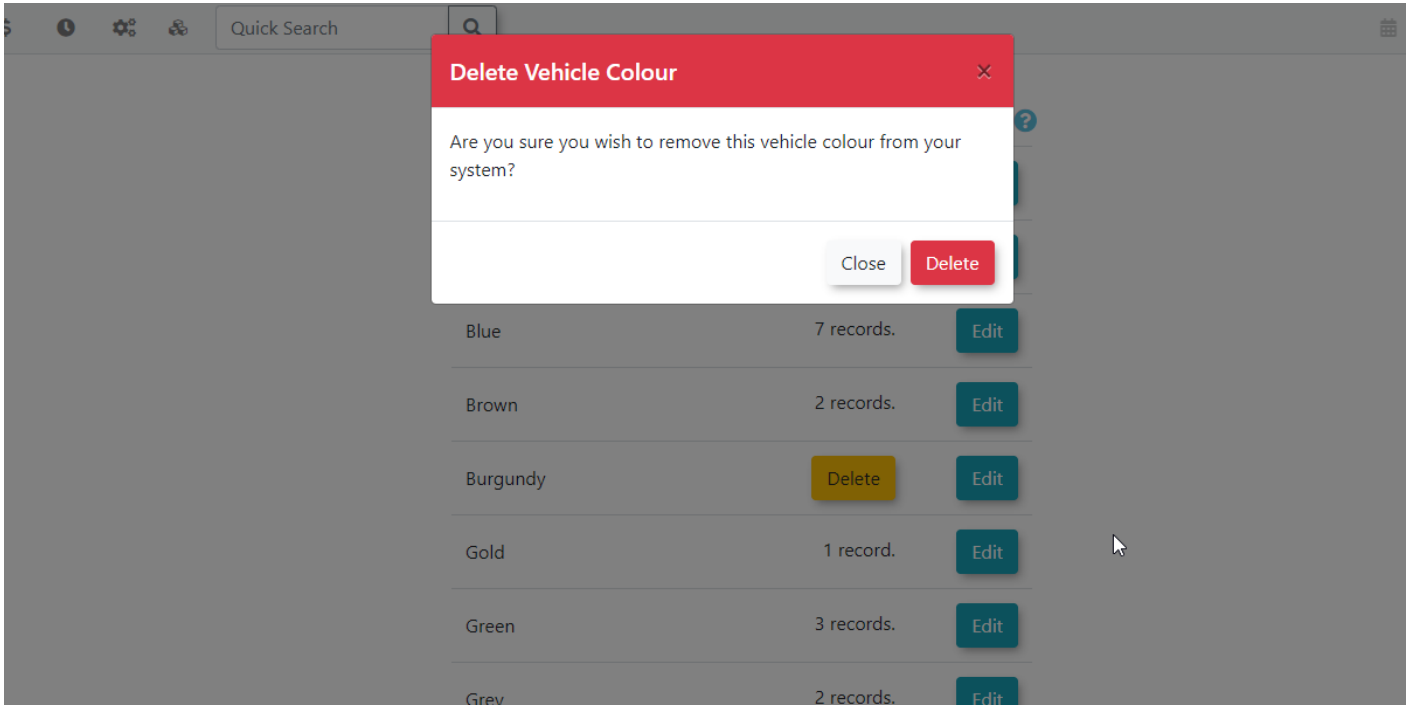 $
Quick Search
Delete Vehicle Colour ×
Are you sure you wish to remove this vehicle colour from your
system?
Close Delete
Blue 7 records. Edit
Brown 2 records. Edit
Burgundy Delete Edit
Gold 1 record. Edit
Green 3 records. Edit
Grey 2 records. Edit